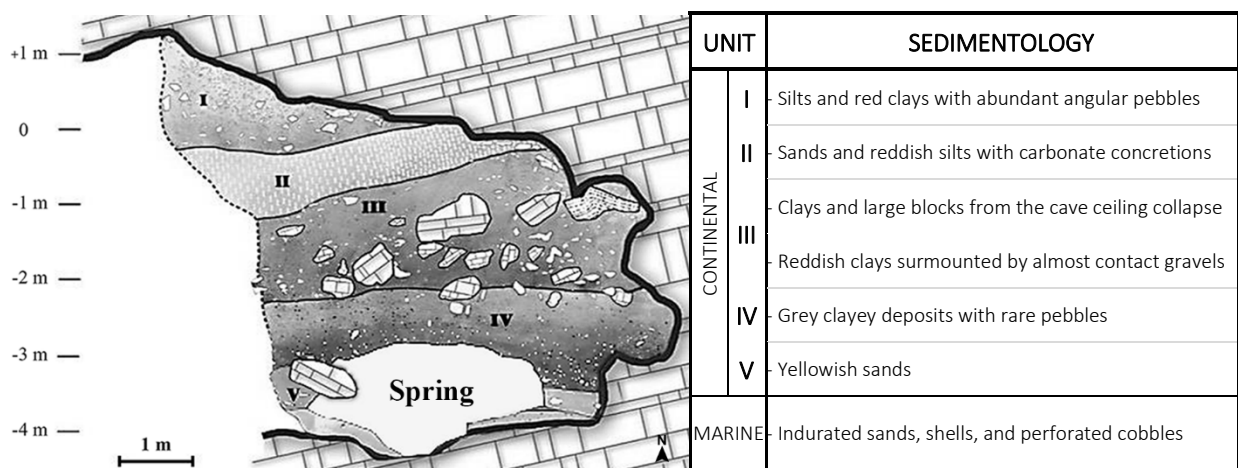 +1 m
0
-1 m
-2 m
-3 m
-4 m
1 m
I
II
III
IV
V
Spring
N
UNIT SEDIMENTOLOGY
CONTINENTAL
I - Silts and red clays with abundant angular pebbles
II - Sands and reddish silts with carbonate concretions
III - Clays and large blocks from the cave ceiling collapse
- Reddish clays surmounted by almost contact gravels
IV - Grey clayey deposits with rare pebbles
V - Yellowish sands
MARINE - Indurated sands, shells, and perforated cobbles